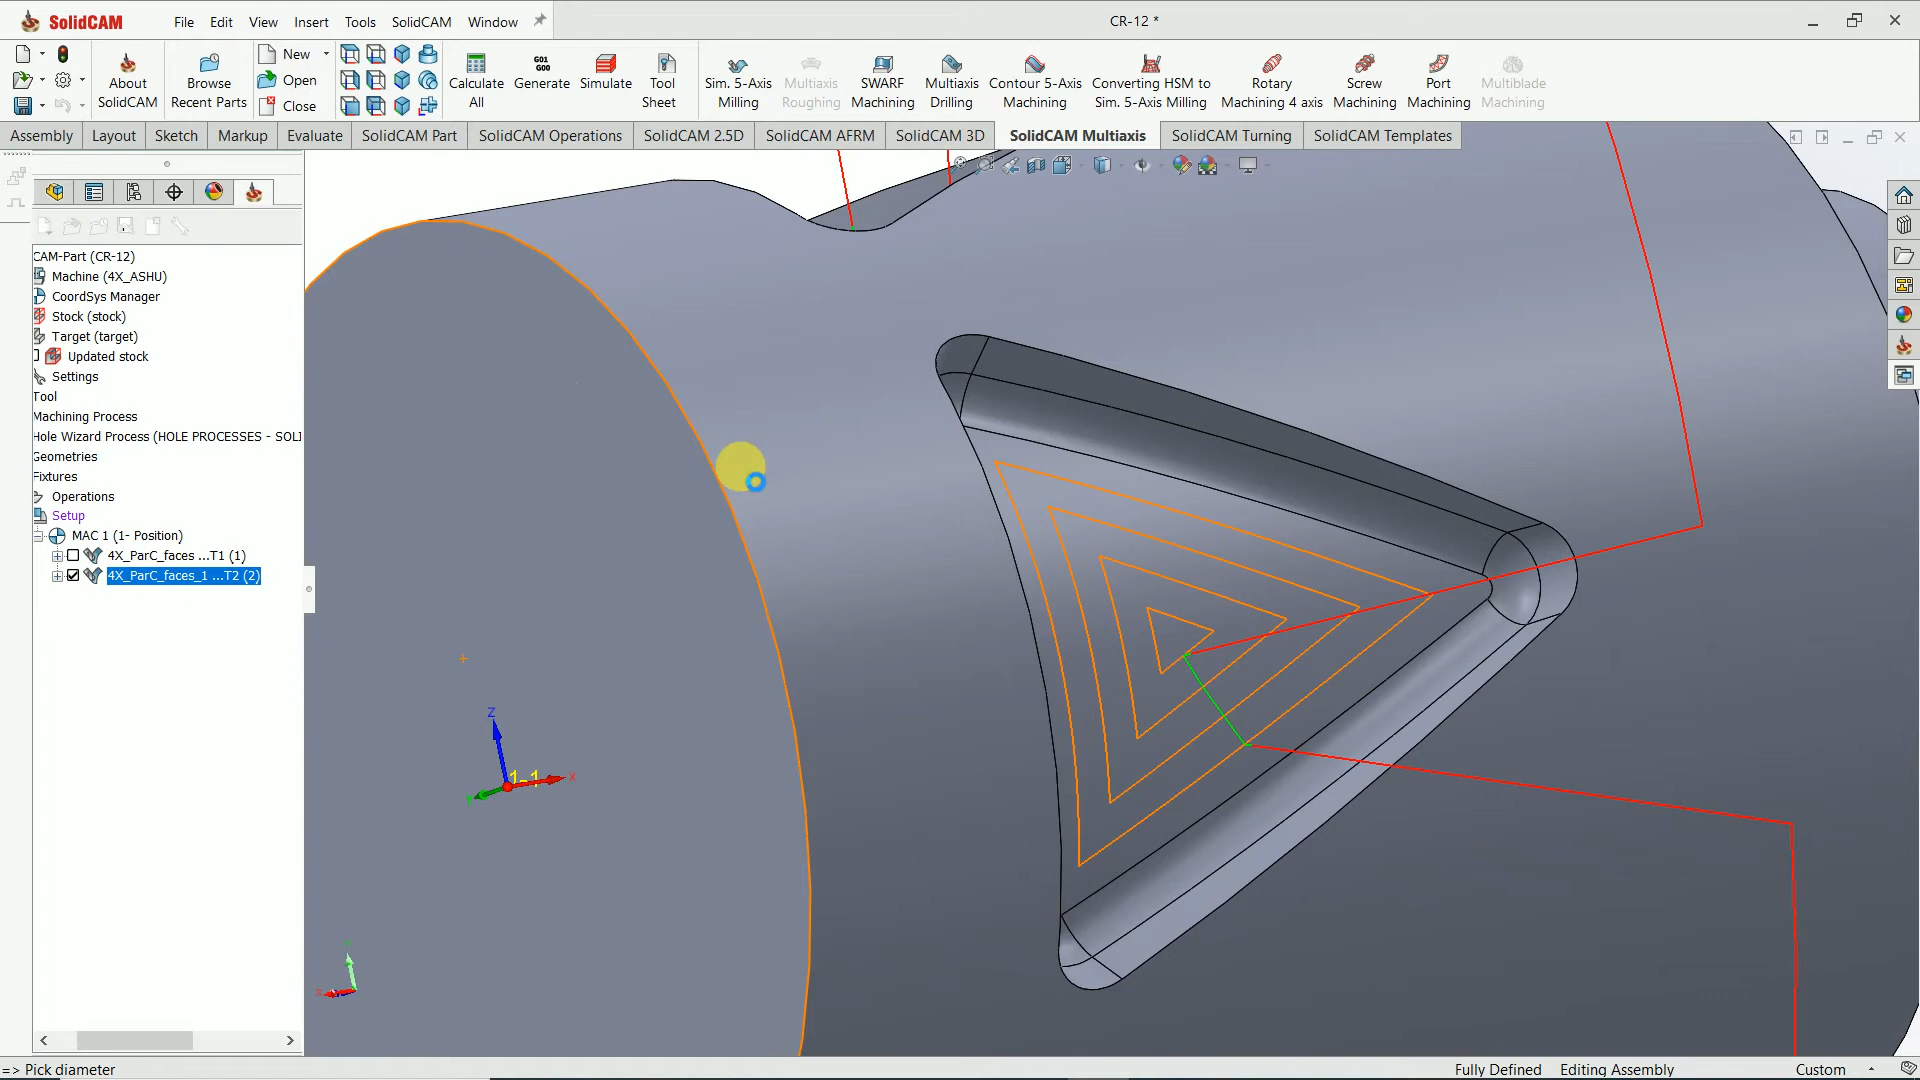 SolidCAM
File Edit View Insert Tools SolidCAM Window
CR-12 *
New
Open
Close
About SolidCAM
Browse Recent Parts
Calculate All
G01 G00
Generate
Simulate
Tool Sheet
Sim. 5-Axis Milling
Multiaxis Roughing
SWARF Machining
Multiaxis Drilling
Contour 5-Axis Machining
Converting HSM to Sim. 5-Axis Milling
Rotary Machining 4 axis
Screw Machining
Port Machining
Multiblade Machining
Assembly Layout Sketch Markup Evaluate SolidCAM Part SolidCAM Operations SolidCAM 2.5D SolidCAM AFRM SolidCAM 3D SolidCAM Multiaxis SolidCAM Turning SolidCAM Templates
CAM-Part (CR-12)
Machine (4X_ASHU)
CoordSys Manager
Stock (stock)
Target (target)
Updated stock
Settings
Tool
Machining Process
Hole Wizard Process (HOLE PROCESSES - SOLI
Geometries
Fixtures
Operations
Setup
MAC 1 (1- Position)
4X_ParC_faces ...T1 (1)
4X_ParC_faces_1 ...T2 (2)
Z
1-1
X
=> Pick diameter
Fully Defined Editing Assembly Custom